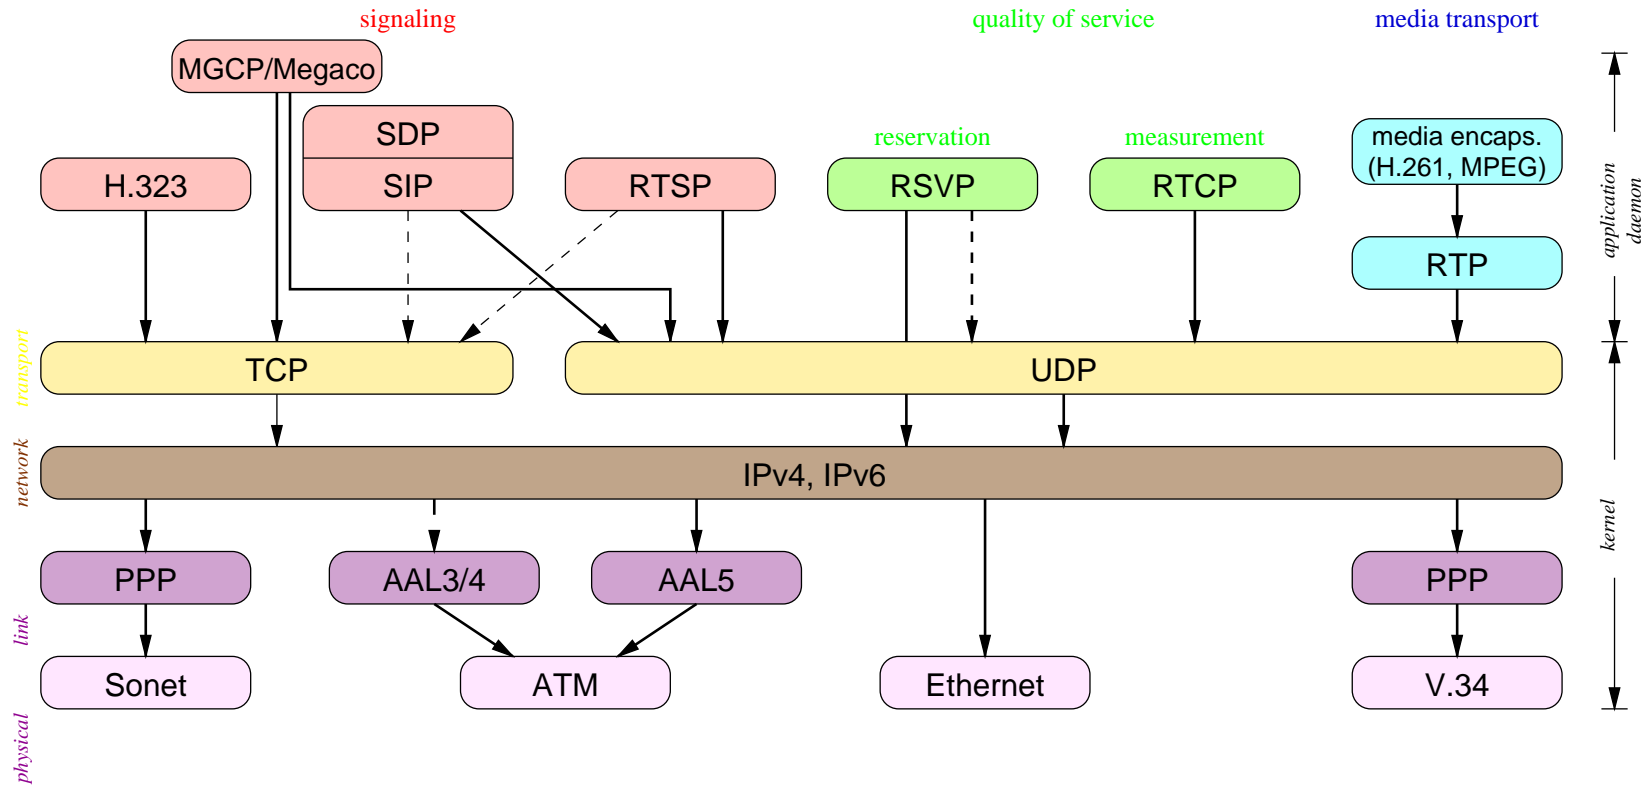 signaling
quality of service
media transport
MGCP/Megaco
SDP
SIP
H.323
RTSP
reservation
RSVP
measurement
RTCP
media encaps.
(H.261, MPEG)
RTP
application
daemon
transport
TCP
UDP
network
IPv4, IPv6
kernel
PPP
AAL3/4
AAL5
PPP
link
Sonet
ATM
Ethernet
V.34
physical